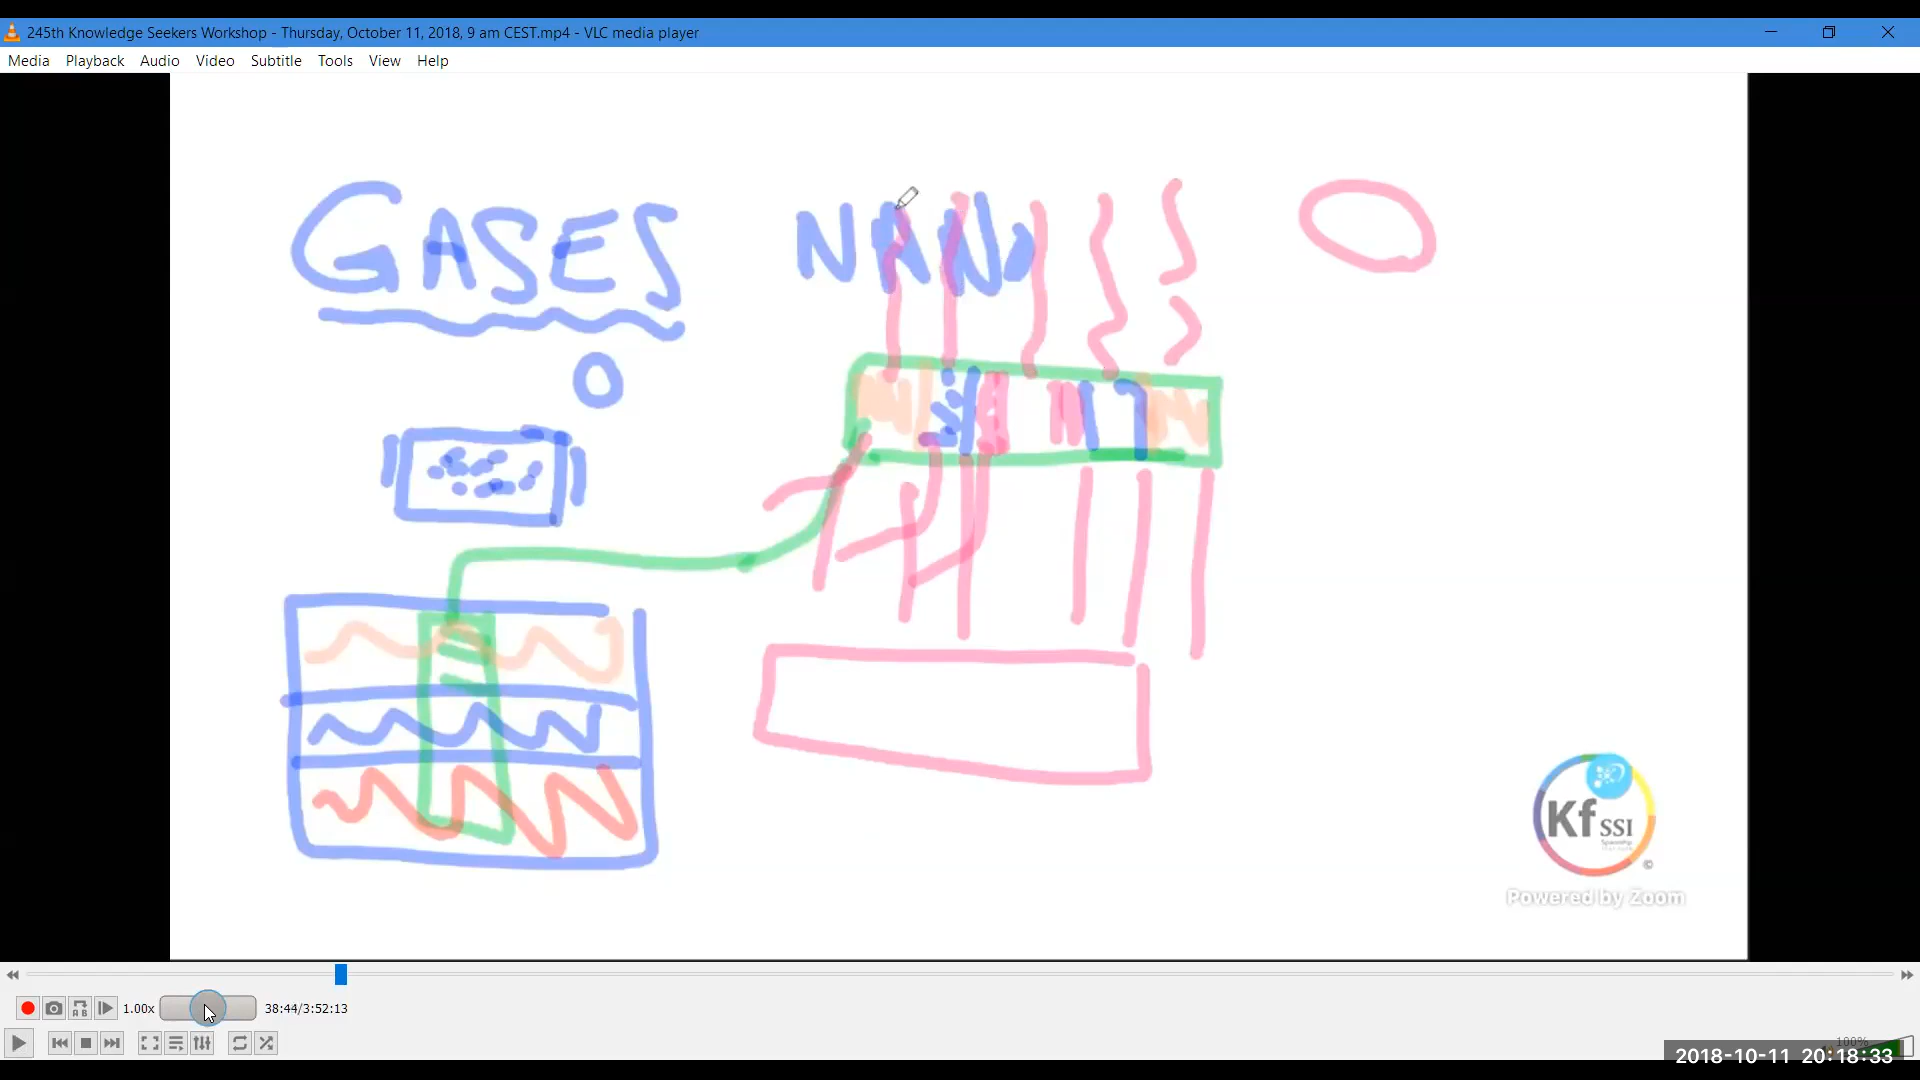 245th Knowledge Seekers Workshop - Thursday, October 11, 2018, 9 am CEST.mp4 - VLC media player
Media Playback Audio Video Subtitle Tools View Help
GASES NANO
Kf SSI
©
Powered by Zoom
1.00x 38:44/3:52:13
100%
2018-10-11 20:18:33